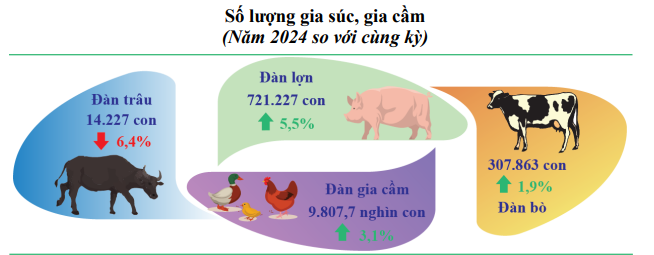 Số lượng gia súc, gia cầm
(Năm 2024 so với cùng kỳ)
Đàn trâu
14.227 con
6,4%
Đàn lợn
721.227 con
5,5%
Đàn gia cầm
9.807,7 nghìn con
3,1%
307.863 con
1,9%
Đàn bò